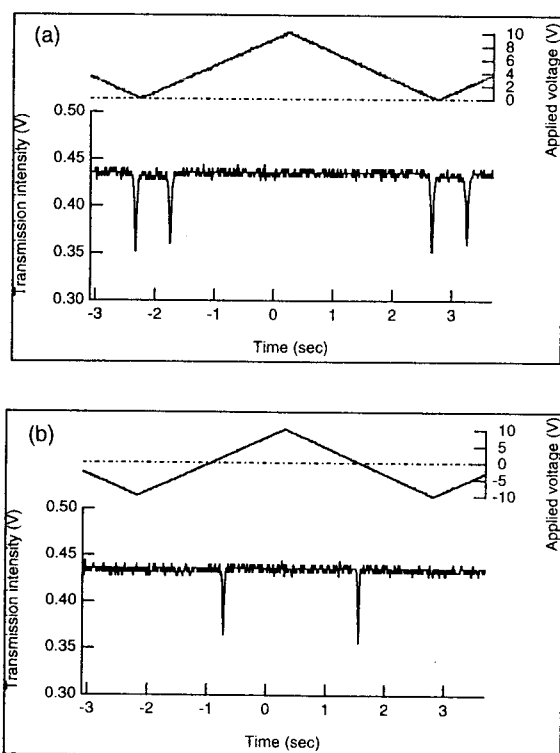 (a)
10
8
6
4
2
0
Applied voltage (V)
0.50
0.45
0.40
0.35
0.30
Transmission intensity (V)
-3 -2 -1 0 1 2 3
Time (sec)
(b)
10
5
0
-5
-10
Applied voltage (V)
0.50
0.45
0.40
0.35
0.30
Transmission intensity (V)
-3 -2 -1 0 1 2 3
Time (sec)